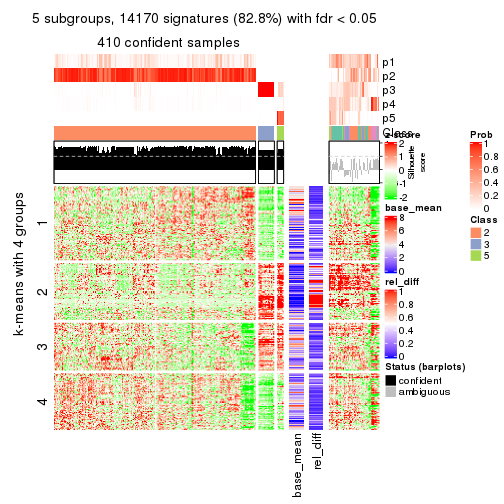 5 subgroups, 14170 signatures (82.8%) with fdr < 0.05
410 confident samples
p1
p2
p3
p4
p5
Class
z-score
2
1
0
-1
-2
Silhouette
score
Prob
1
0.8
0.6
0.4
0.2
0
base_mean
8
6
4
2
0
Class
2
3
5
rel_diff
1
0.8
0.6
0.4
0.2
0
Status (barplots)
confident
ambiguous
k-means with 4 groups
1
2
3
4
base_mean
rel_diff